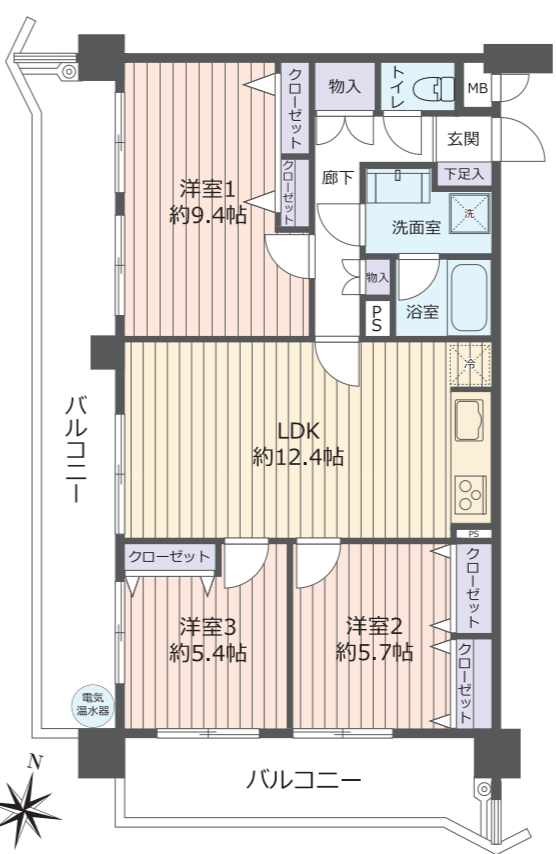 クローゼット
物入
トイレ
MB
玄関
下足入
洋室1
約9.4帖
クローゼット
廊下
洗面室
洗
物入
PS
浴室
冷
LDK
約12.4帖
バルコニー
PS
クローゼット
クローゼット
洋室3
約5.4帖
洋室2
約5.7帖
クローゼット
電気
温水器
N
バルコニー